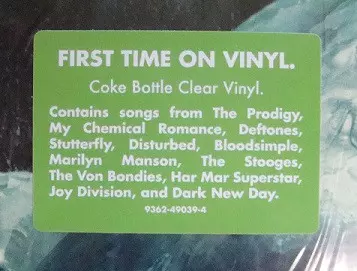 FIRST TIME ON VINYL.
Coke Bottle Clear Vinyl.
Contains songs from The Prodigy,
My Chemical Romance, Deftones,
Stutterfly, Disturbed, Bloodsimple,
Marilyn Manson, The Stooges,
The Von Bondies, Har Mar Superstar,
Joy Division, and Dark New Day.
9362-49039-4